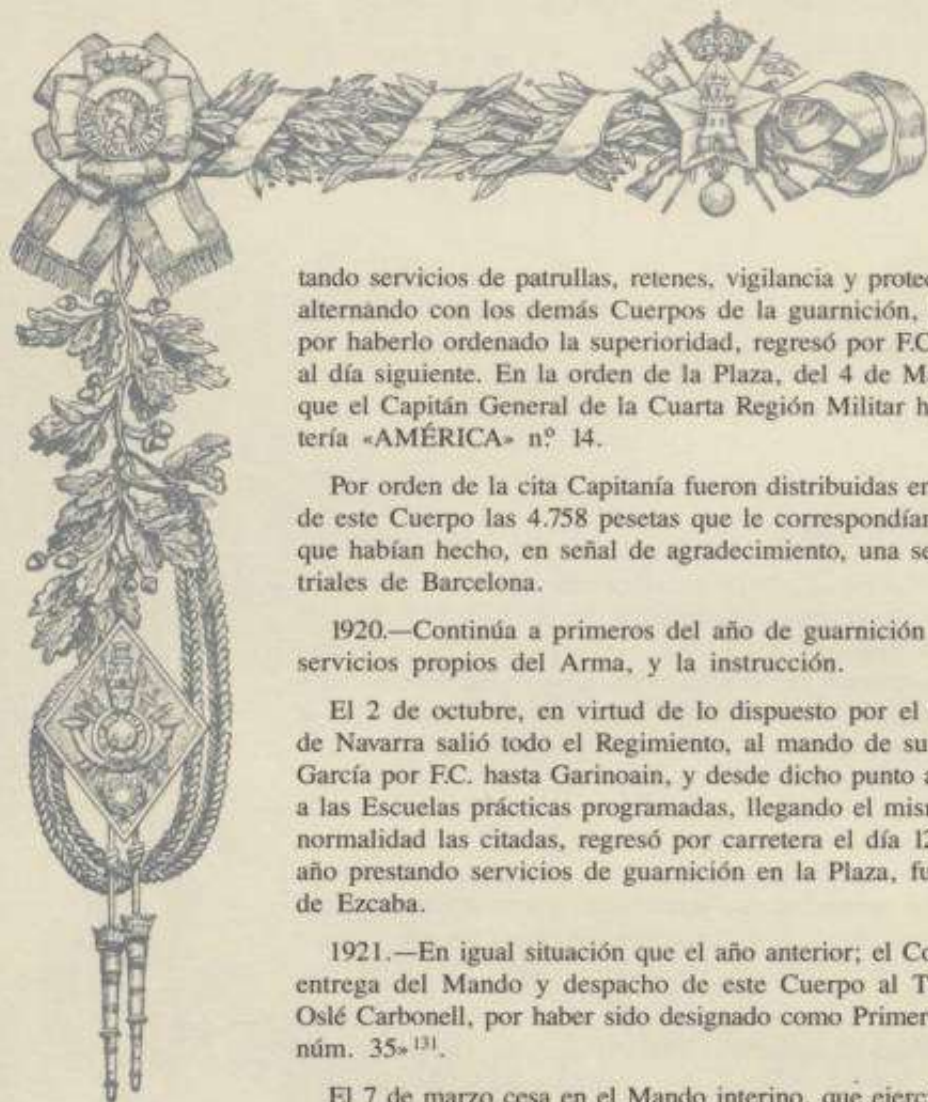 tando servicios de patrullas, retenes, vigilancia y protec
alternando con los demás Cuerpos de la guarnición,
por haberlo ordenado la superioridad, regresó por F.C.
al día siguiente. En la orden de la Plaza, del 4 de M
que el Capitán General de la Cuarta Región Militar h
tería «AMÉRICA» n.º 14.
Por orden de la cita Capitanía fueron distribuidas en
de este Cuerpo las 4.758 pesetas que le correspondían
que habían hecho, en señal de agradecimiento, una se
triales de Barcelona.
1920.—Continúa a primeros del año de guarnición
servicios propios del Arma, y la instrucción.
El 2 de octubre, en virtud de lo dispuesto por el
de Navarra salió todo el Regimiento, al mando de su
García por F.C. hasta Garinoain, y desde dicho punto a
a las Escuelas prácticas programadas, llegando el mis
normalidad las citadas, regresó por carretera el día 12
año prestando servicios de guarnición en la Plaza, fu
de Ezcaba.
1921.—En igual situación que el año anterior; el Co
entrega del Mando y despacho de este Cuerpo al T
Oslé Carbonell, por haber sido designado como Primer
núm. 35» 131.
El 7 de marzo cesa en el Mando interino, que ejerc